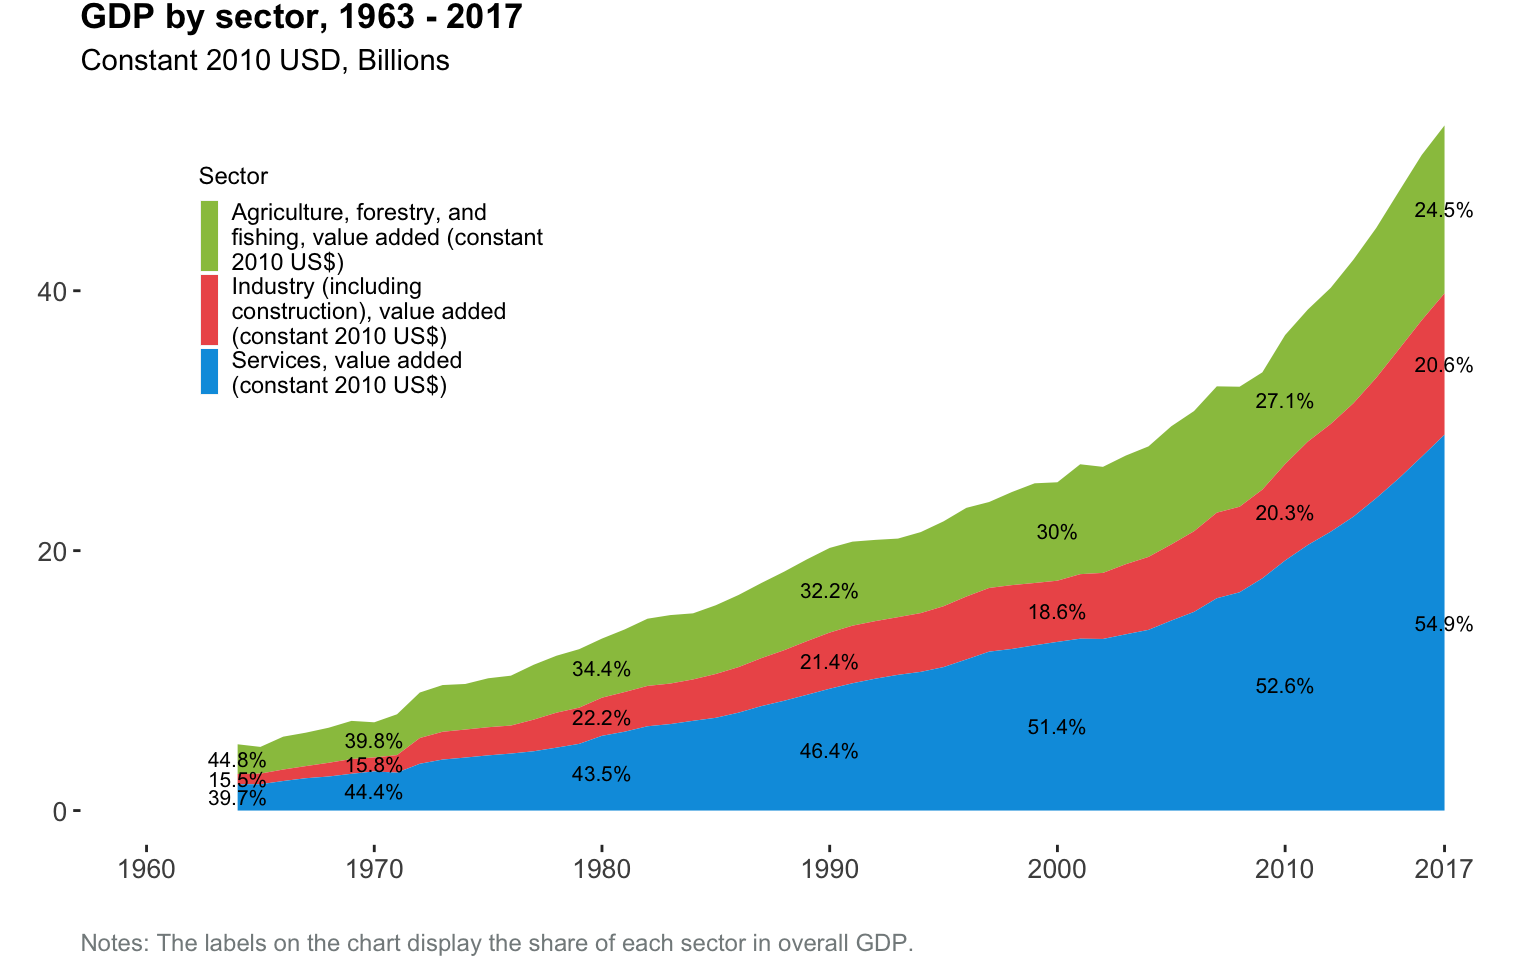 GDP by sector, 1963 - 2017
Constant 2010 USD, Billions
Sector
Agriculture, forestry, and
fishing, value added (constant
2010 US$)
Industry (including
construction), value added
(constant 2010 US$)
Services, value added
(constant 2010 US$)
40
20
0
24.5%
20.6%
54.9%
27.1%
20.3%
52.6%
30%
18.6%
51.4%
32.2%
21.4%
46.4%
34.4%
22.2%
43.5%
39.8%
15.8%
44.4%
44.8%
15.5%
39.7%
1960 1970 1980 1990 2000 2010 2017
Notes: The labels on the chart display the share of each sector in overall GDP.